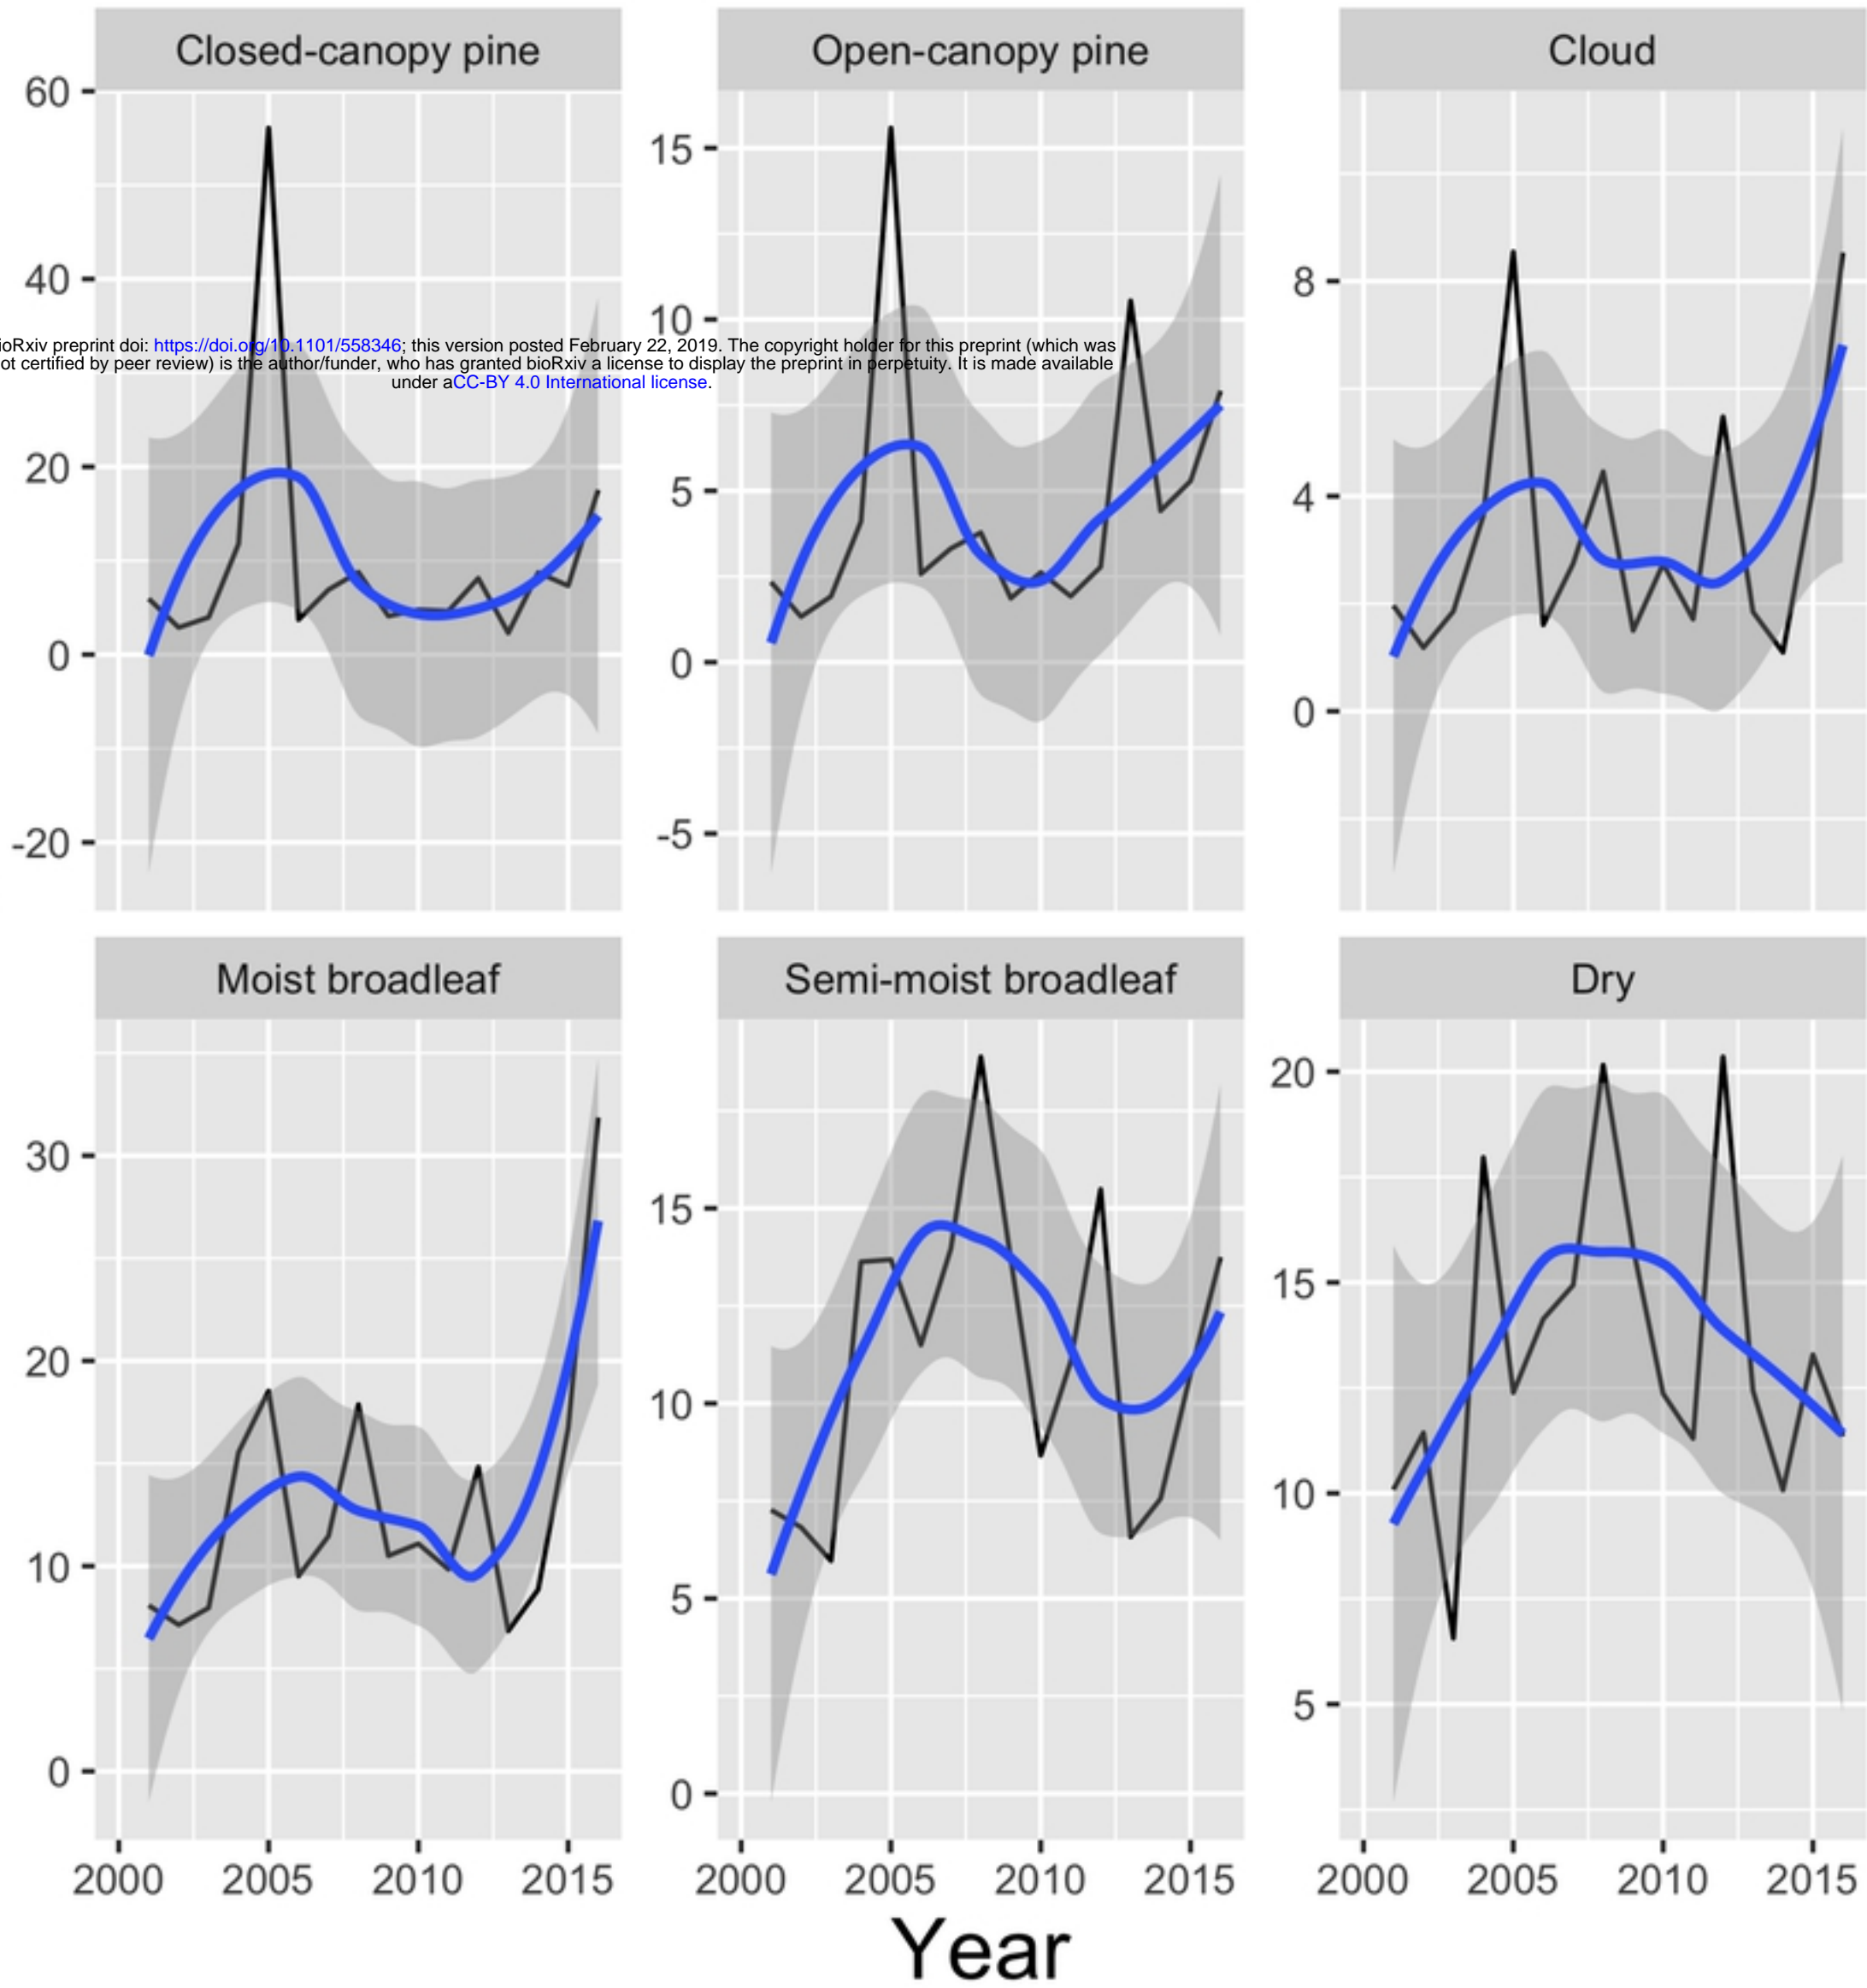 Closed-canopy pine
Open-canopy pine
Cloud
60
40
20
0
-20
15
10
5
0
-5
8
4
0
ioRxiv preprint doi: https://doi.org/10.1101/558346; this version posted February 22, 2019. The copyright holder for this preprint (which was
ot certified by peer review) is the author/funder, who has granted bioRxiv a license to display the preprint in perpetuity. It is made available
under aCC-BY 4.0 International license.
Moist broadleaf
Semi-moist broadleaf
Dry
30
20
10
0
15
10
5
0
20
15
10
5
2000 2005 2010 2015
2000 2005 2010 2015
2000 2005 2010 2015
Year